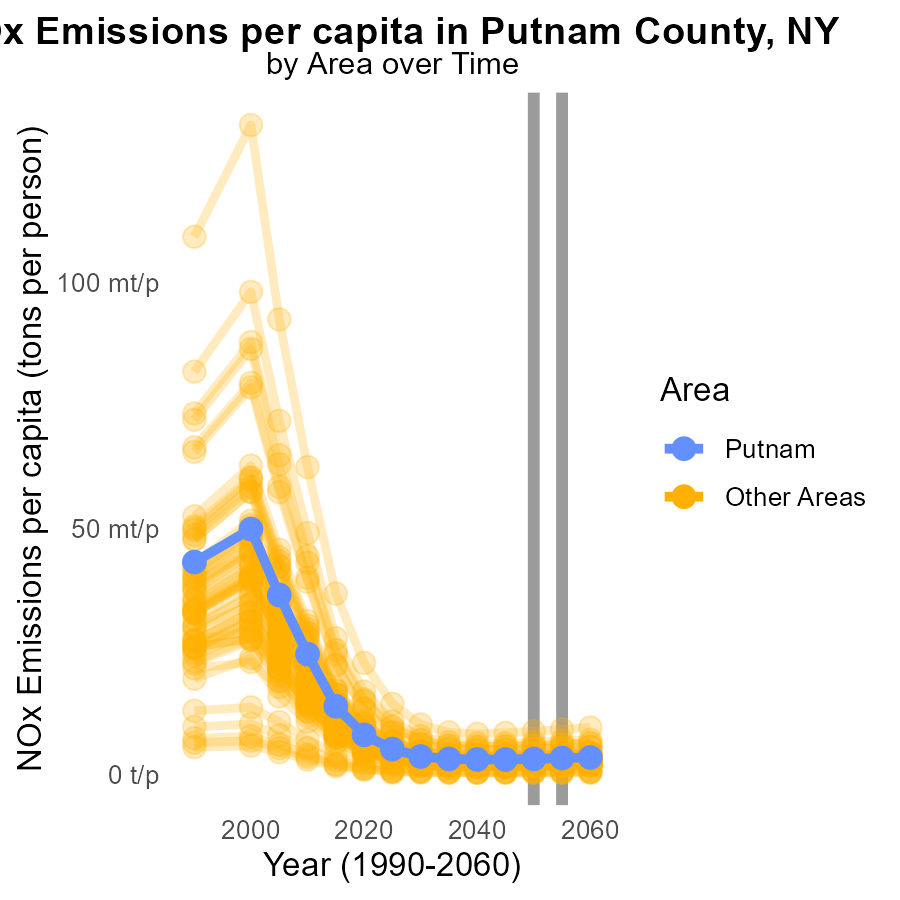 Ox Emissions per capita in Putnam County, NY
by Area over Time
NOx Emissions per capita (tons per person)
100 mt/p
50 mt/p
0 t/p
2000 2020 2040 2060
Year (1990-2060)
Area
Putnam
Other Areas